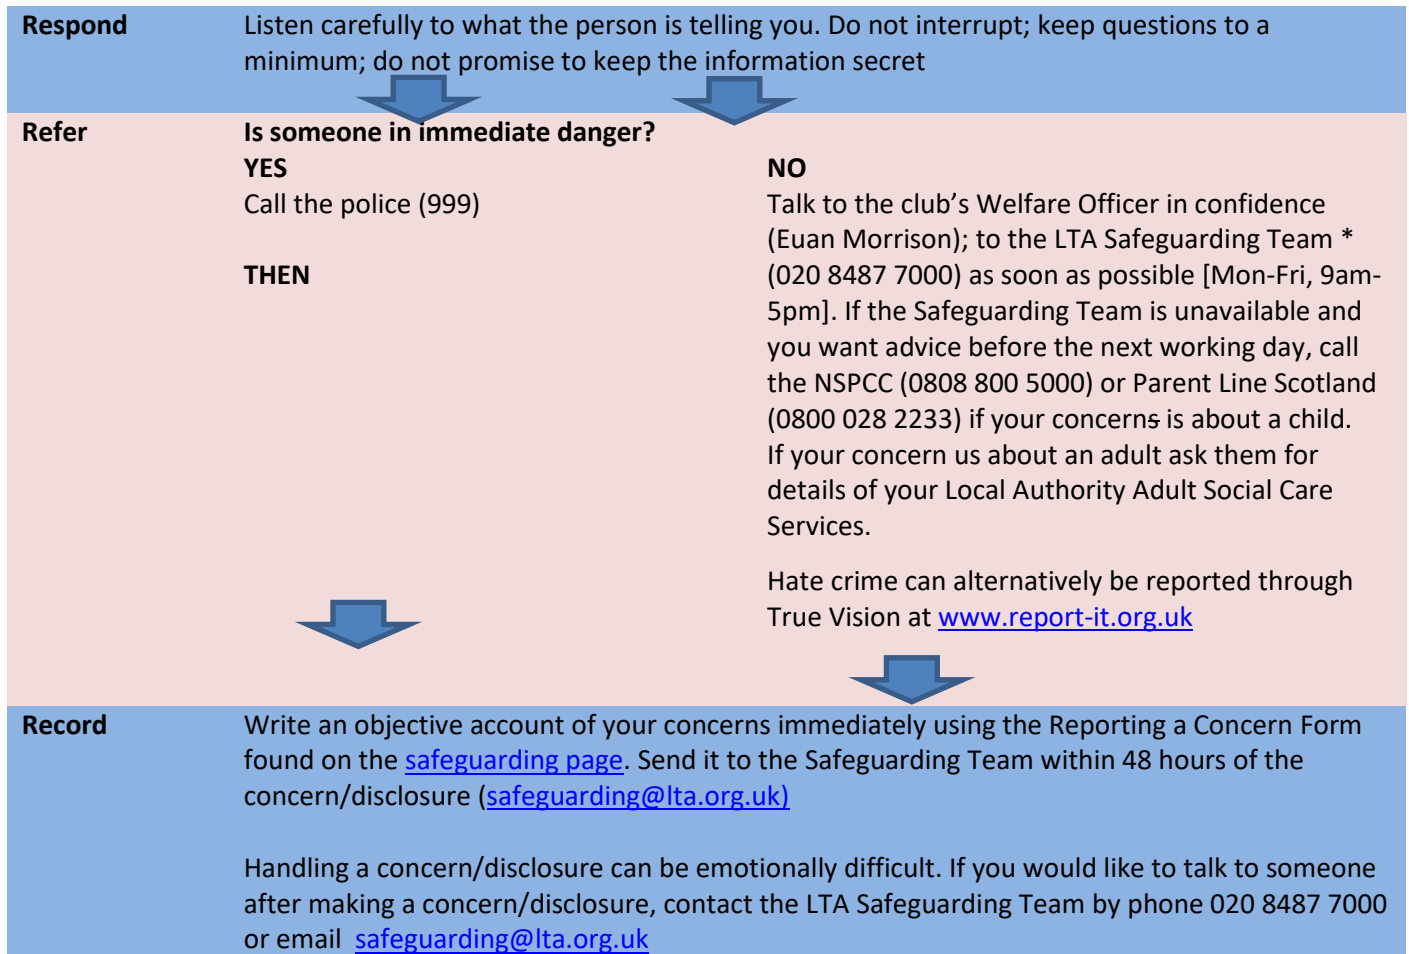 Respond
Listen carefully to what the person is telling you. Do not interrupt; keep questions to a
minimum; do not promise to keep the information secret
Refer
Is someone in immediate danger?
YES
Call the police (999)
THEN
NO
Talk to the club’s Welfare Officer in confidence
(Euan Morrison); to the LTA Safeguarding Team *
(020 8487 7000) as soon as possible [Mon-Fri, 9am-
5pm]. If the Safeguarding Team is unavailable and
you want advice before the next working day, call
the NSPCC (0808 800 5000) or Parent Line Scotland
(0800 028 2233) if your concerns is about a child.
If your concern us about an adult ask them for
details of your Local Authority Adult Social Care
Services.
Hate crime can alternatively be reported through
True Vision at www.report-it.org.uk
Record
Write an objective account of your concerns immediately using the Reporting a Concern Form
found on the safeguarding page. Send it to the Safeguarding Team within 48 hours of the
concern/disclosure (safeguarding@lta.org.uk)
Handling a concern/disclosure can be emotionally difficult. If you would like to talk to someone
after making a concern/disclosure, contact the LTA Safeguarding Team by phone 020 8487 7000
or email safeguarding@lta.org.uk